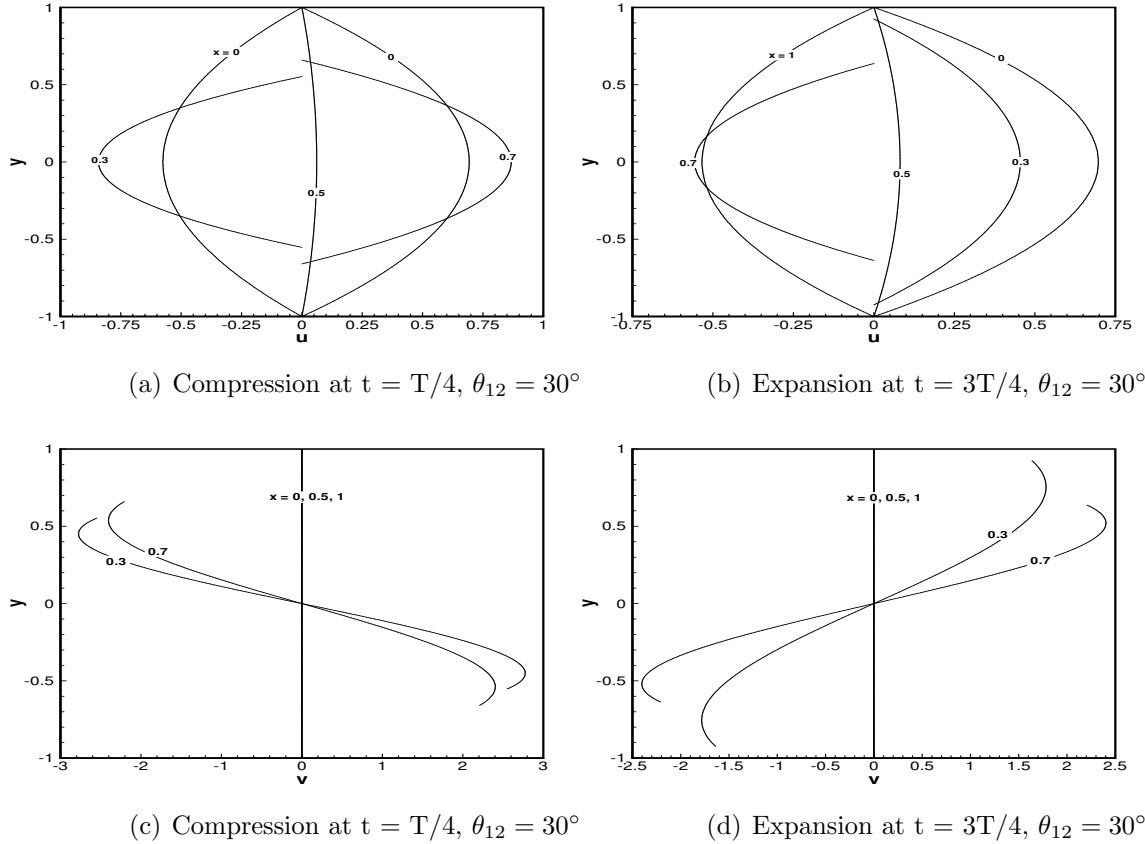 1
0.5
0
-0.5
-1
y
x = 0
0
0.3
0.7
0.5
-1 -0.75 -0.5 -0.25 0 0.25 0.5 0.75 1
u
(a) Compression at t = T/4, θ₁₂ = 30°
1
0.5
0
-0.5
-1
y
x = 1
0
0.7
0.3
0.5
-0.75 -0.5 -0.25 0 0.25 0.5 0.75
u
(b) Expansion at t = 3T/4, θ₁₂ = 30°
1
0.5
0
-0.5
-1
y
x = 0, 0.5, 1
0.7
0.3
-3 -2 -1 0 1 2 3
v
(c) Compression at t = T/4, θ₁₂ = 30°
1
0.5
0
-0.5
-1
y
x = 0, 0.5, 1
0.3
0.7
-2.5 -2 -1.5 -1 -0.5 0 0.5 1 1.5 2 2.5
v
(d) Expansion at t = 3T/4, θ₁₂ = 30°